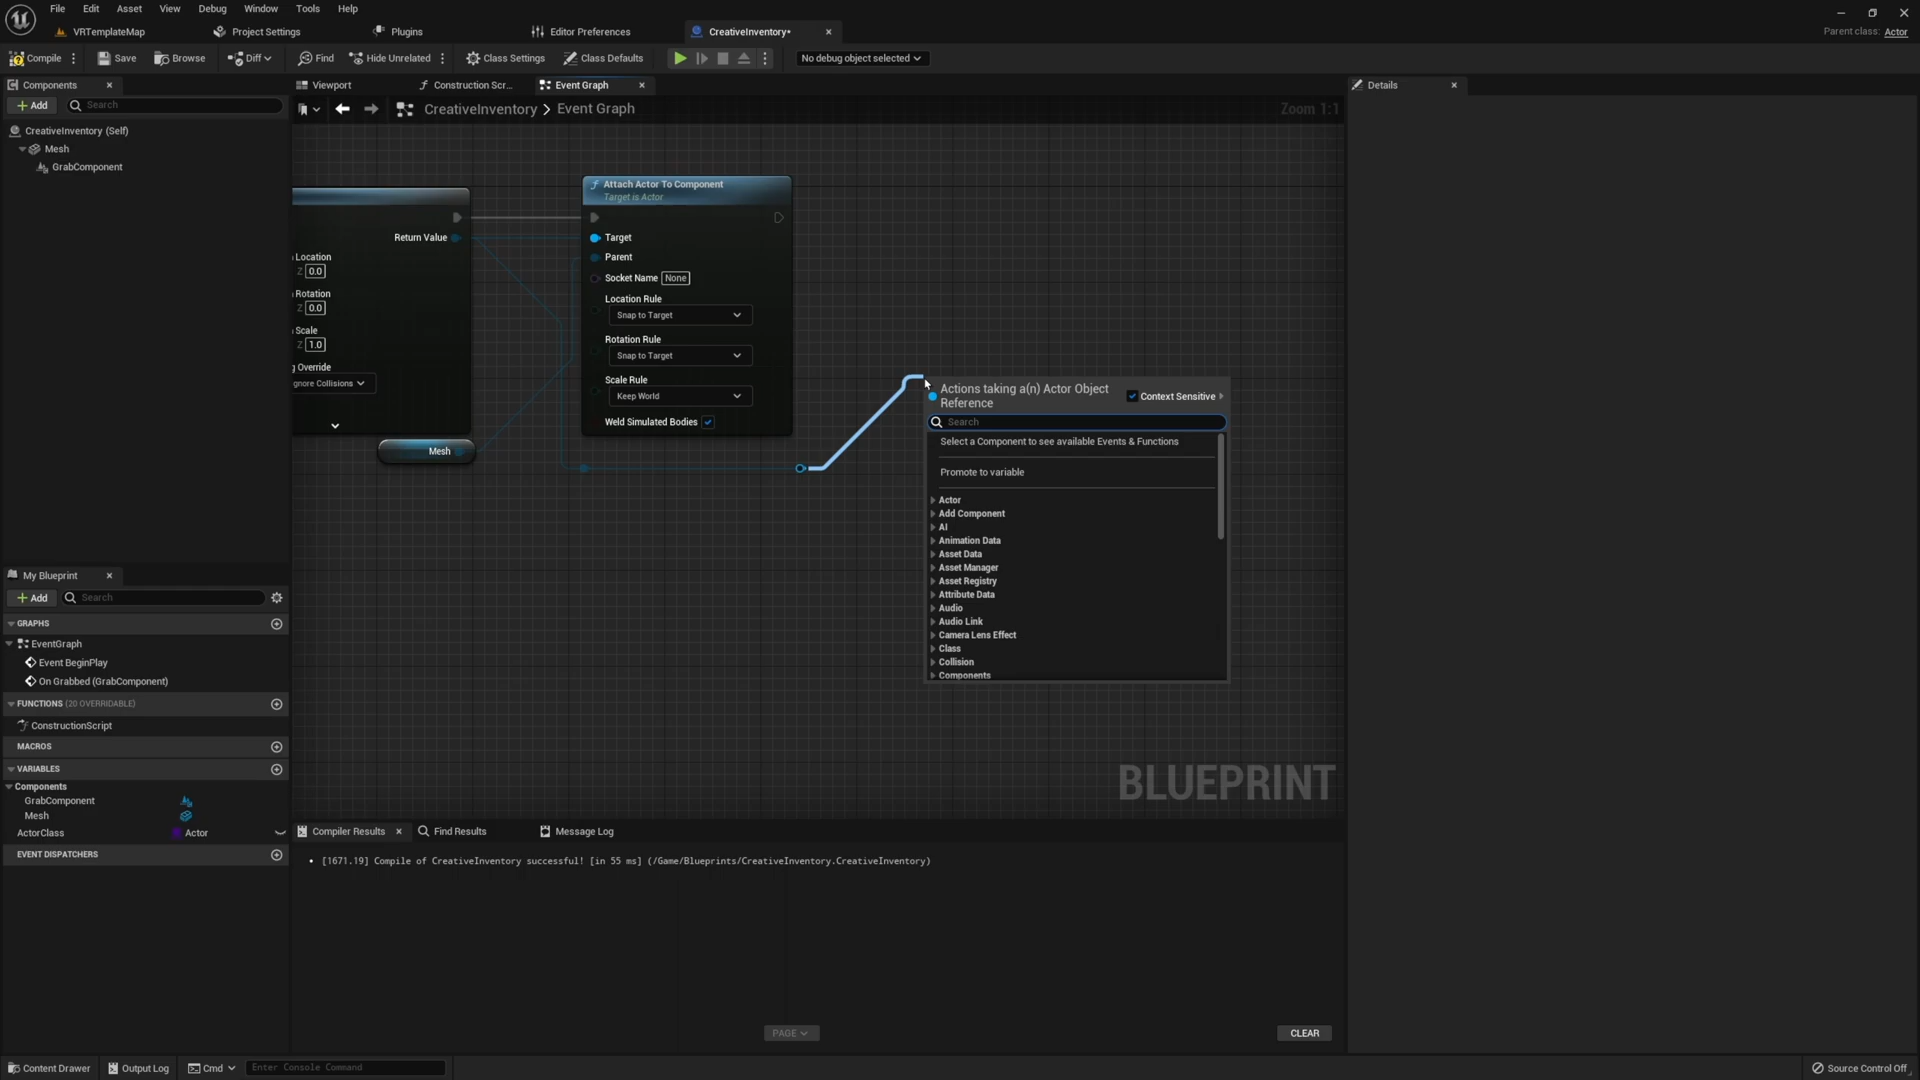 File Edit Asset View Debug Window Tools Help
VRTemplateMap Project Settings Plugins Editor Preferences CreativeInventory*
Parent class: Actor
Compile Save Browse Diff Find Hide Unrelated Class Settings Class Defaults No debug object selected
Components
Add Search
CreativeInventory (Self)
Mesh
GrabComponent
Viewport Construction Scr... Event Graph
CreativeInventory > Event Graph
Zoom 1:1
Details
Return Value
Location
Z 0.0
Rotation
Z 0.0
Scale
Z 1.0
Override
gnore Collisions
Mesh
Attach Actor To Component
Target is Actor
Target
Parent
Socket Name None
Location Rule
Snap to Target
Rotation Rule
Snap to Target
Scale Rule
Keep World
Weld Simulated Bodies
Actions taking a(n) Actor Object
Reference
Context Sensitive
Search
Select a Component to see available Events & Functions
Promote to variable
Actor
Add Component
AI
Animation Data
Asset Data
Asset Manager
Asset Registry
Attribute Data
Audio
Audio Link
Camera Lens Effect
Class
Collision
Components
BLUEPRINT
My Blueprint
Add Search
GRAPHS
EventGraph
Event BeginPlay
On Grabbed (GrabComponent)
FUNCTIONS (20 OVERRIDABLE)
ConstructionScript
MACROS
VARIABLES
Components
GrabComponent
Mesh
ActorClass Actor
EVENT DISPATCHERS
Compiler Results Find Results Message Log
[1671.19] Compile of CreativeInventory successful! [in 55 ms] (/Game/Blueprints/CreativeInventory.CreativeInventory)
PAGE
CLEAR
Content Drawer Output Log Cmd Enter Console Command
Source Control Off